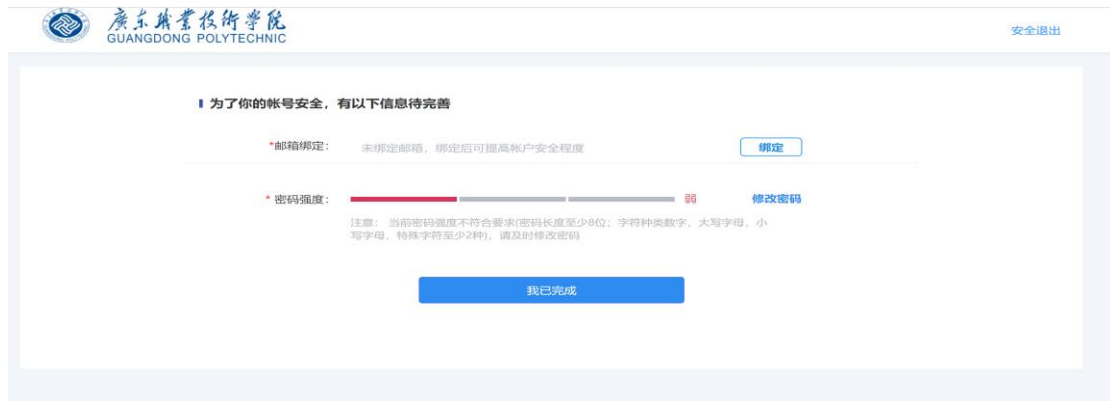 廣东职業技術學院
GUANGDONG POLYTECHNIC
安全退出
为了你的帐号安全，有以下信息待完善
*邮箱绑定： 未绑定邮箱，绑定后可提高帐户安全程度 绑定
* 密码强度： 弱 修改密码
注意： 当前密码强度不符合要求(密码长度至少8位；字符种类数字，大写字母，小
写字母，特殊字符至少2种)，请及时修改密码
我已完成